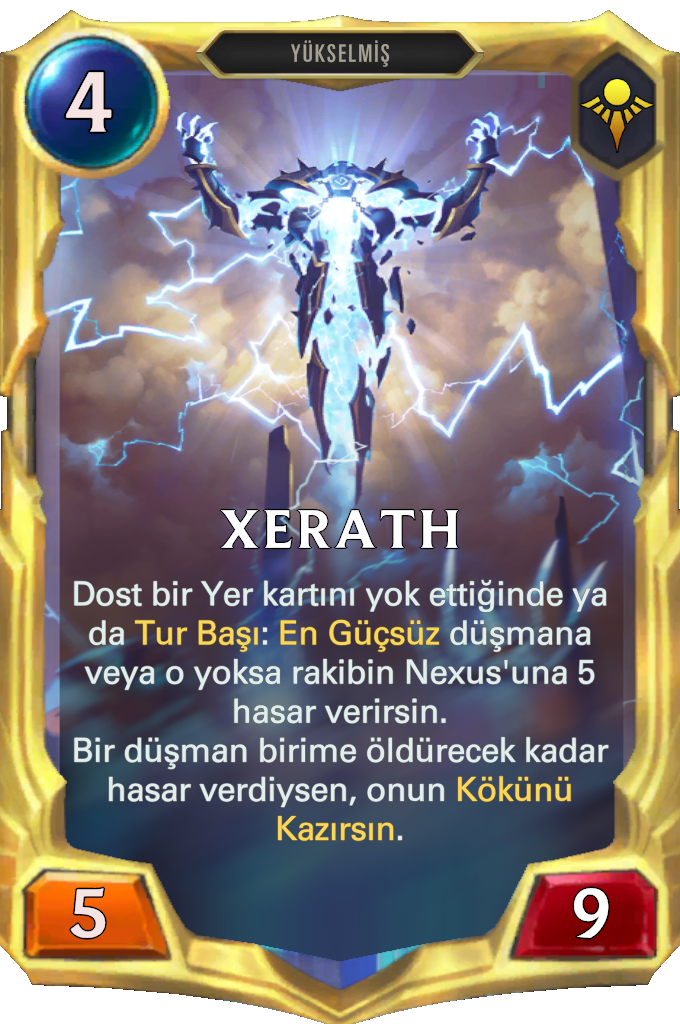 YÜKSELMİŞ
4
XERATH
Dost bir Yer kartını yok ettiğinde ya
da Tur Başı: En Güçsüz düşmana
veya o yoksa rakibin Nexus'una 5
hasar verirsin.
Bir düşman birime öldürecek kadar
hasar verdiysen, onun Kökünü
Kazırsın.
5
9